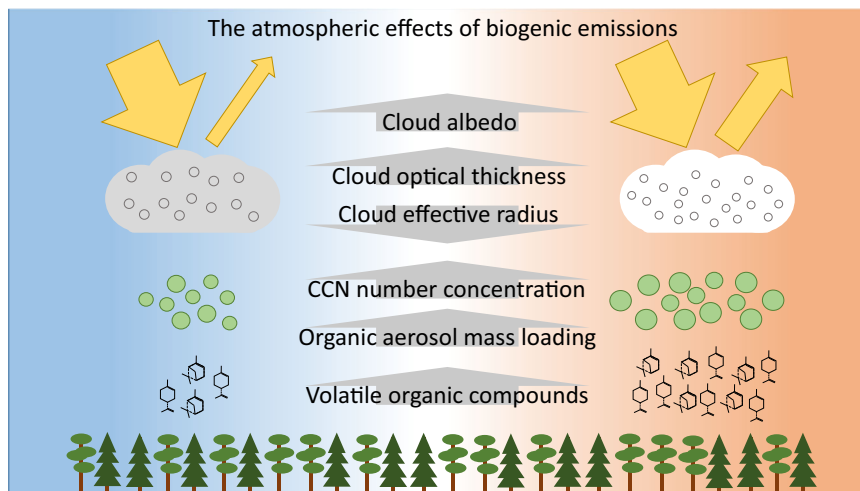 The atmospheric effects of biogenic emissions
Cloud albedo
Cloud optical thickness
Cloud effective radius
CCN number concentration
Organic aerosol mass loading
Volatile organic compounds